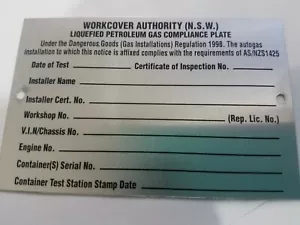 WORKCOVER AUTHORITY (N.S.W.)
LIQUEFIED PETROLEUM GAS COMPLIANCE PLATE
Under the Dangerous Goods (Gas Installations) Regulation 1998. The autogas
installation to which this notice is affixed complies with the requirements of AS/NZS1425
Date of Test Certificate of Inspection No.
Installer Name
Installer Cert. No.
Workshop No. (Rep. Lic. No.)
V.I.N/Chassis No.
Engine No.
Container(S) Serial No.
Container Test Station Stamp Date